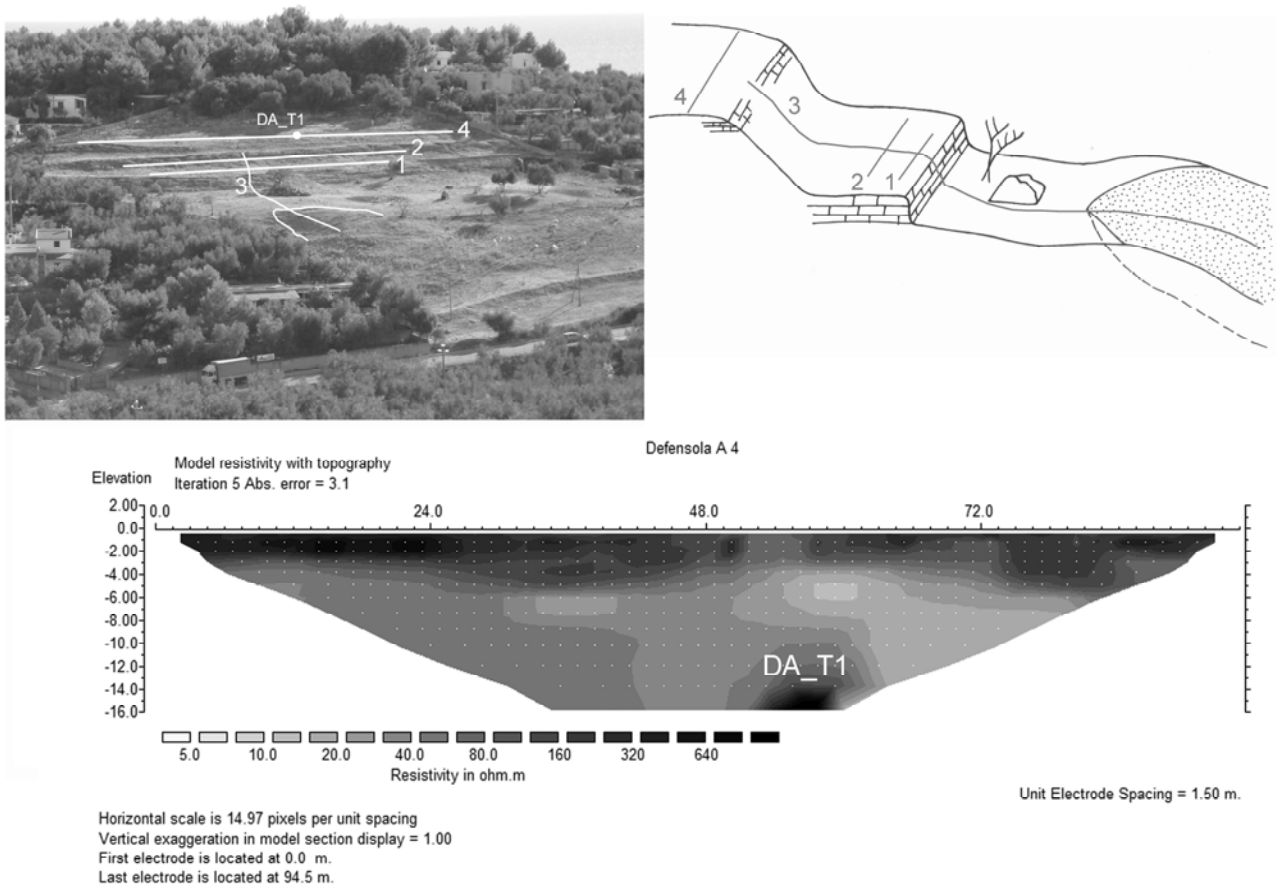 DA_T1
4
2
1
3
4
3
2
1
Defensola A 4
Model resistivity with topography
Elevation
Iteration 5 Abs. error = 3.1
2.00
0.0
-2.00
-4.00
-6.00
-8.00
-10.0
-12.0
-14.0
-16.0
0.0 24.0 48.0 72.0
DA_T1
5.0 10.0 20.0 40.0 80.0 160 320 640
Resistivity in ohm.m
Unit Electrode Spacing = 1.50 m.
Horizontal scale is 14.97 pixels per unit spacing
Vertical exaggeration in model section display = 1.00
First electrode is located at 0.0 m.
Last electrode is located at 94.5 m.